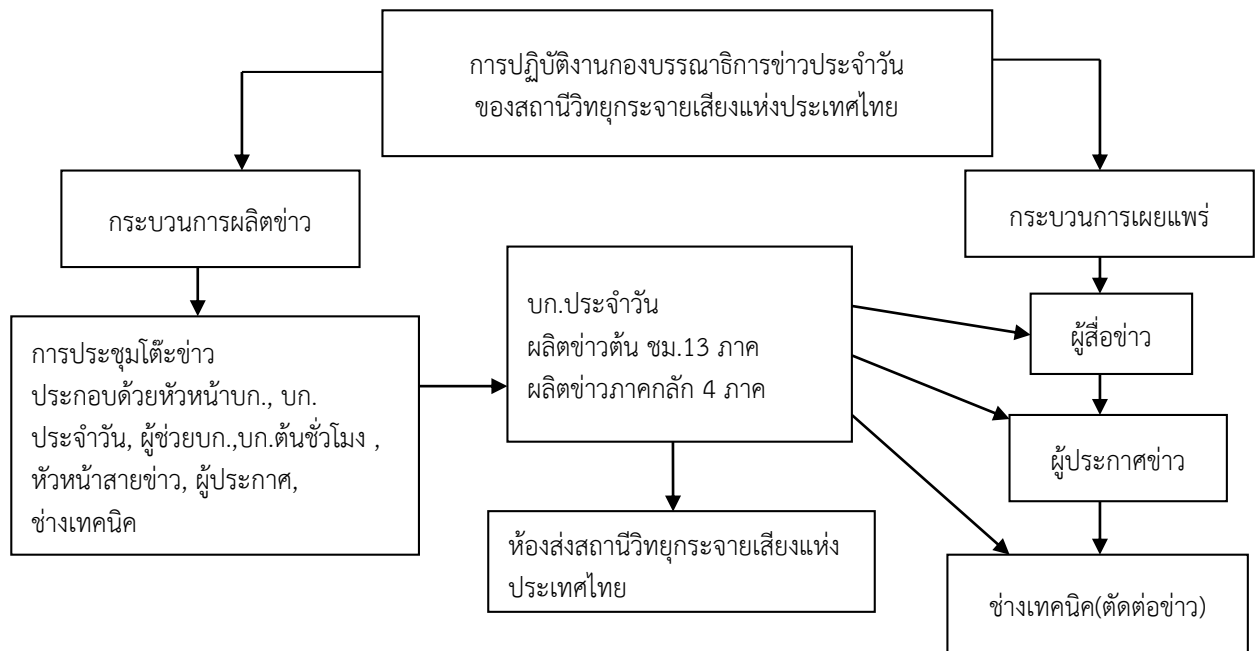 การปฏิบัติงานกองบรรณาธิการข่าวประจำวัน
ของสถานีวิทยุกระจายเสียงแห่งประเทศไทย
กระบวนการผลิตข่าว
กระบวนการเผยแพร่
การประชุมโต๊ะข่าว
ประกอบด้วยหัวหน้าบก., บก.
ประจำวัน, ผู้ช่วยบก.,บก.ต้นชั่วโมง ,
หัวหน้าสายข่าว, ผู้ประกาศ,
ช่างเทคนิค
บก.ประจำวัน
ผลิตข่าวต้น ชม.13 ภาค
ผลิตข่าวภาคกลัก 4 ภาค
ผู้สื่อข่าว
ผู้ประกาศข่าว
ห้องส่งสถานีวิทยุกระจายเสียงแห่ง
ประเทศไทย
ช่างเทคนิค(ตัดต่อข่าว)